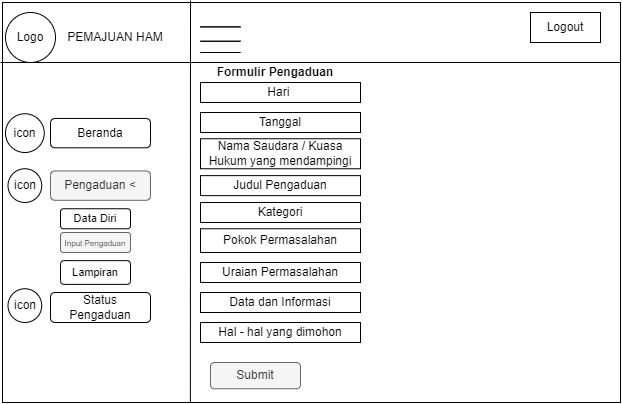 Logo
PEMAJUAN HAM
Logout
icon
Beranda
icon
Pengaduan <
Data Diri
Input Pengaduan
Lampiran
icon
Status
Pengaduan
Formulir Pengaduan
Hari
Tanggal
Nama Saudara / Kuasa
Hukum yang mendampingi
Judul Pengaduan
Kategori
Pokok Permasalahan
Uraian Permasalahan
Data dan Informasi
Hal - hal yang dimohon
Submit